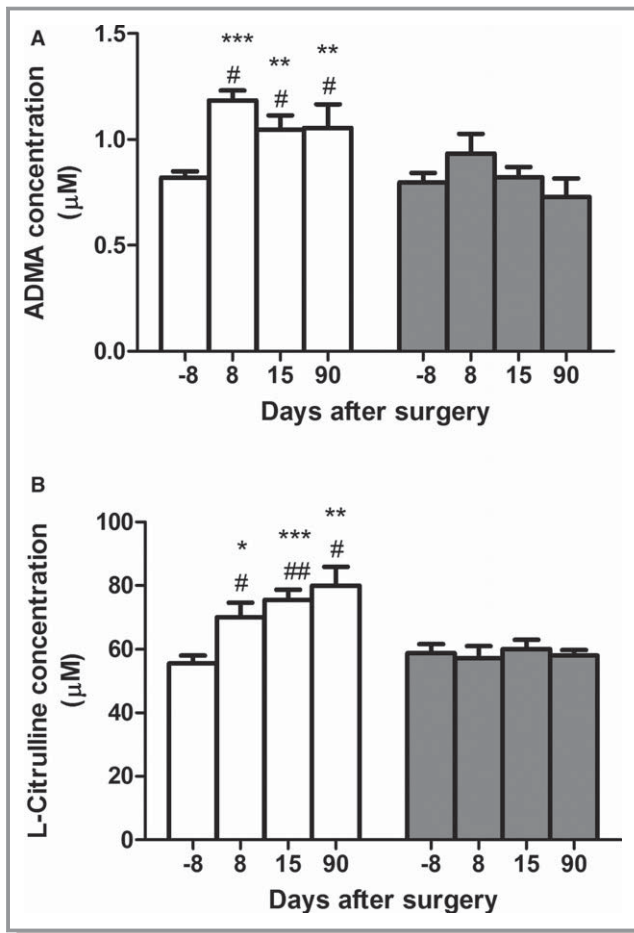 A
ADMA concentration
(µM)
1.5
1.0
0.5
0.0
*** ** **
# # #
-8 8 15 90 -8 8 15 90
Days after surgery
B
L-Citrulline concentration
(µM)
100
80
60
40
20
0
* *** **
# ## #
-8 8 15 90 -8 8 15 90
Days after surgery